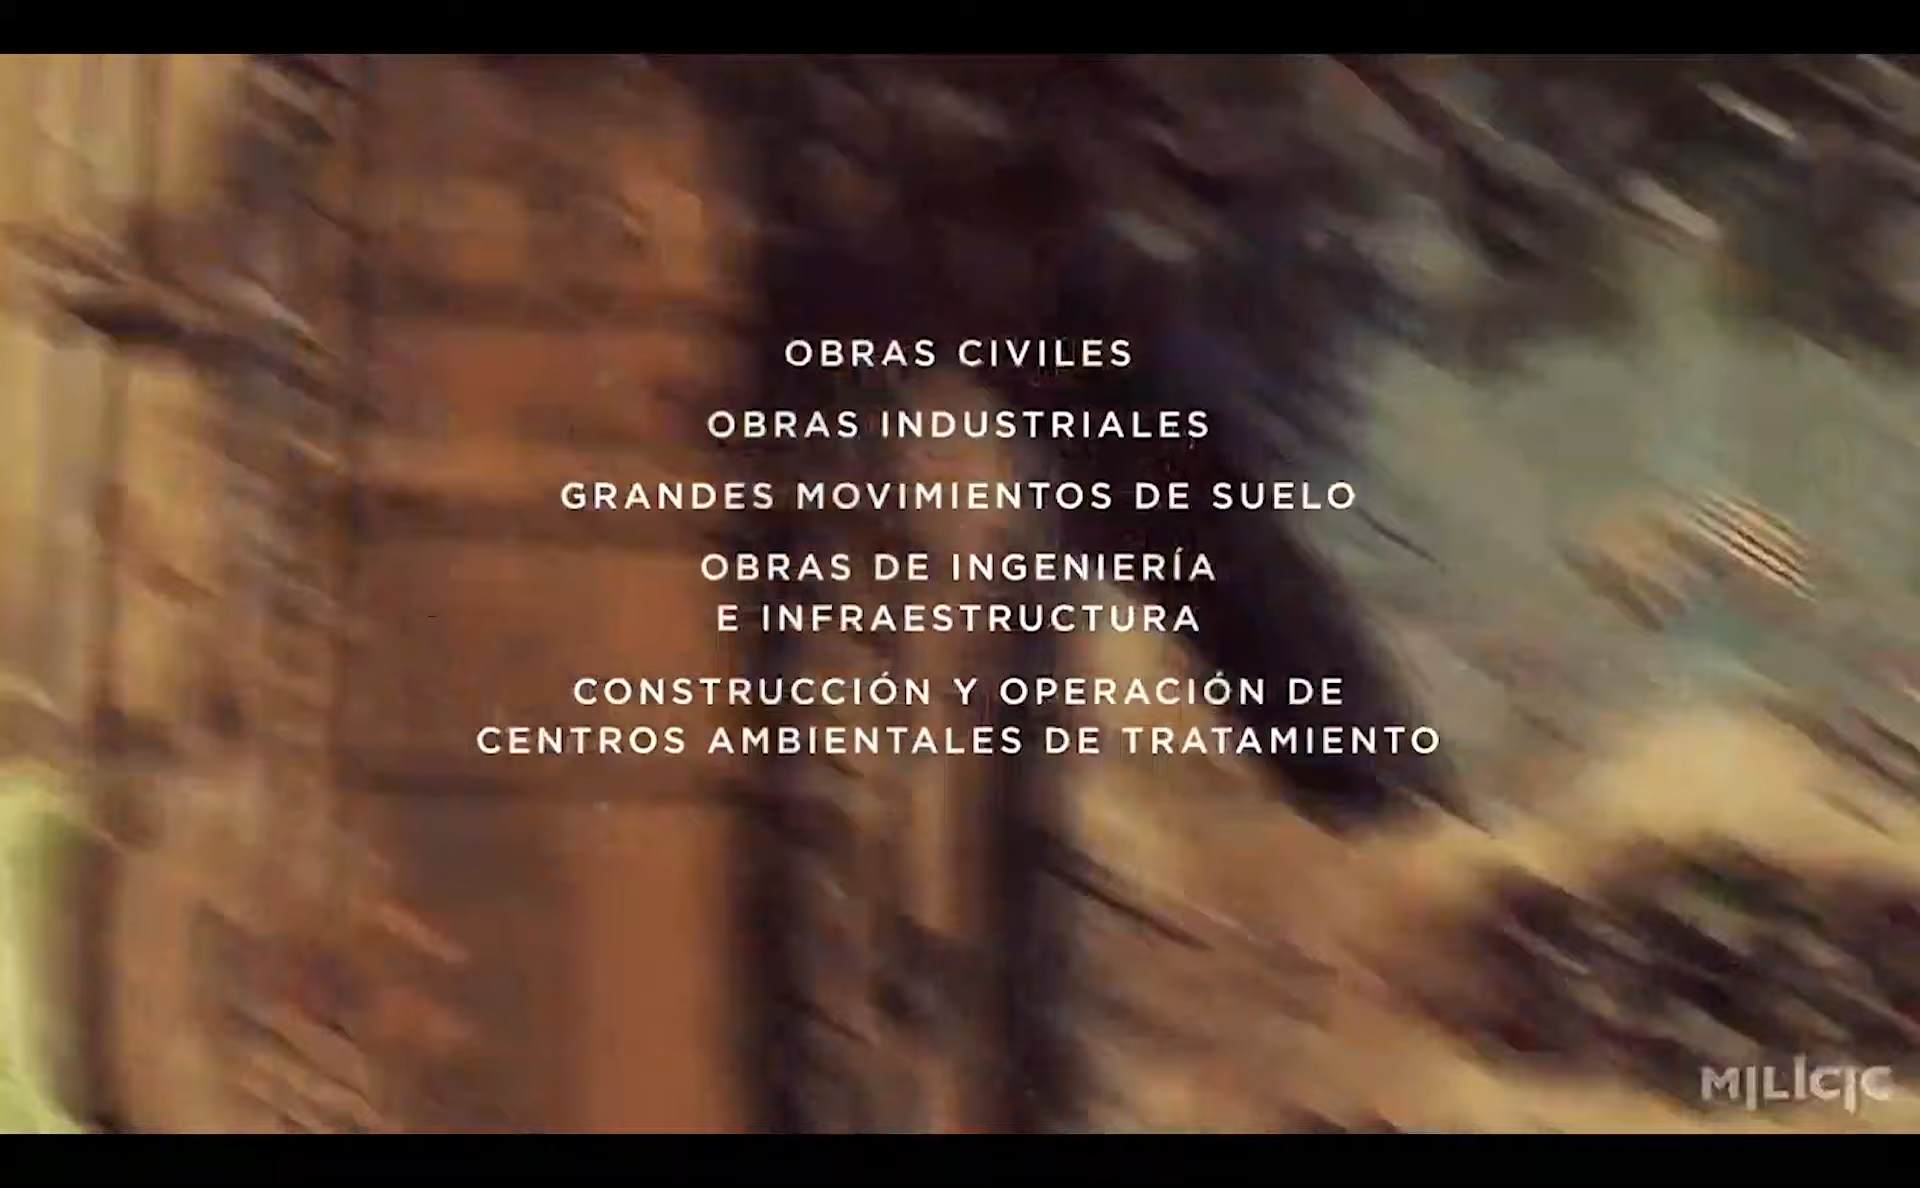 OBRAS CIVILES
OBRAS INDUSTRIALES
GRANDES MOVIMIENTOS DE SUELO
OBRAS DE INGENIERÍA
E INFRAESTRUCTURA
CONSTRUCCIÓN Y OPERACIÓN DE
CENTROS AMBIENTALES DE TRATAMIENTO
MILICIC